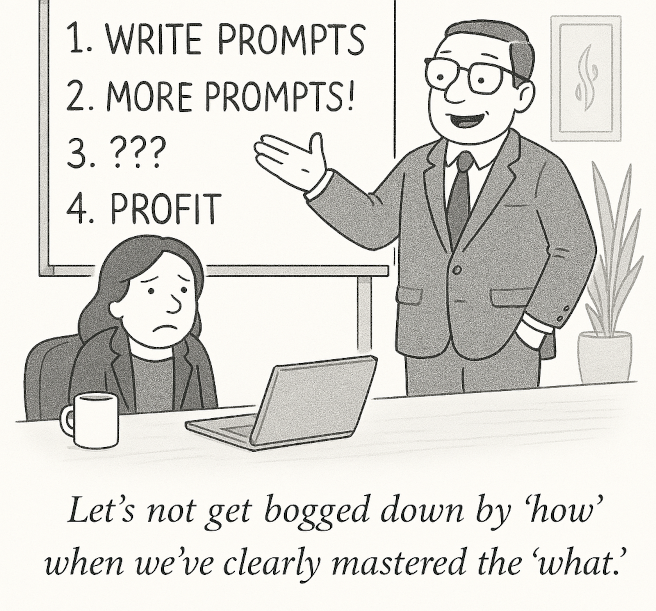 1. WRITE PROMPTS
2. MORE PROMPTS!
3. ???
4. PROFIT
Let’s not get bogged down by ‘how’
when we’ve clearly mastered the ‘what.’